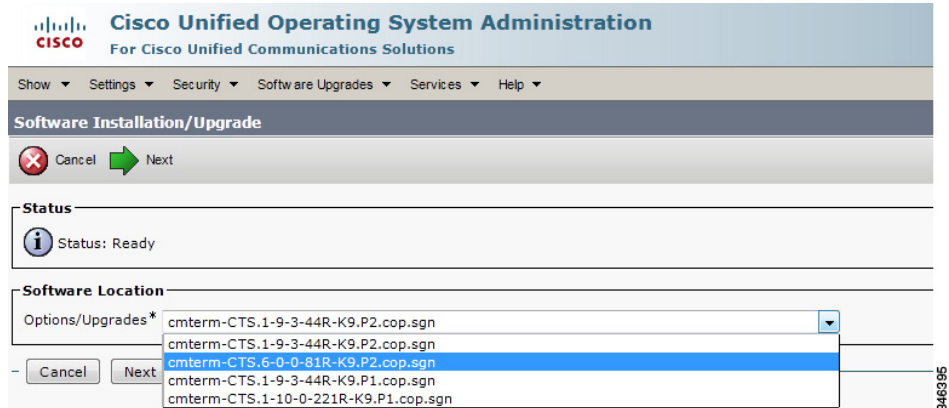 Cisco Unified Operating System Administration
CISCO
For Cisco Unified Communications Solutions
Show Settings Security Software Upgrades Services Help
Software Installation/Upgrade
Cancel Next
Status
i Status: Ready
Software Location
Options/Upgrades* cmterm-CTS.1-9-3-44R-K9.P2.cop.sgn
cmterm-CTS.1-9-3-44R-K9.P2.cop.sgn
cmterm-CTS.6-0-0-81R-K9.P2.cop.sgn
- Cancel Next
cmterm-CTS.1-9-3-44R-K9.P1.cop.sgn
cmterm-CTS.1-10-0-221R-K9.P1.cop.sgn
346395